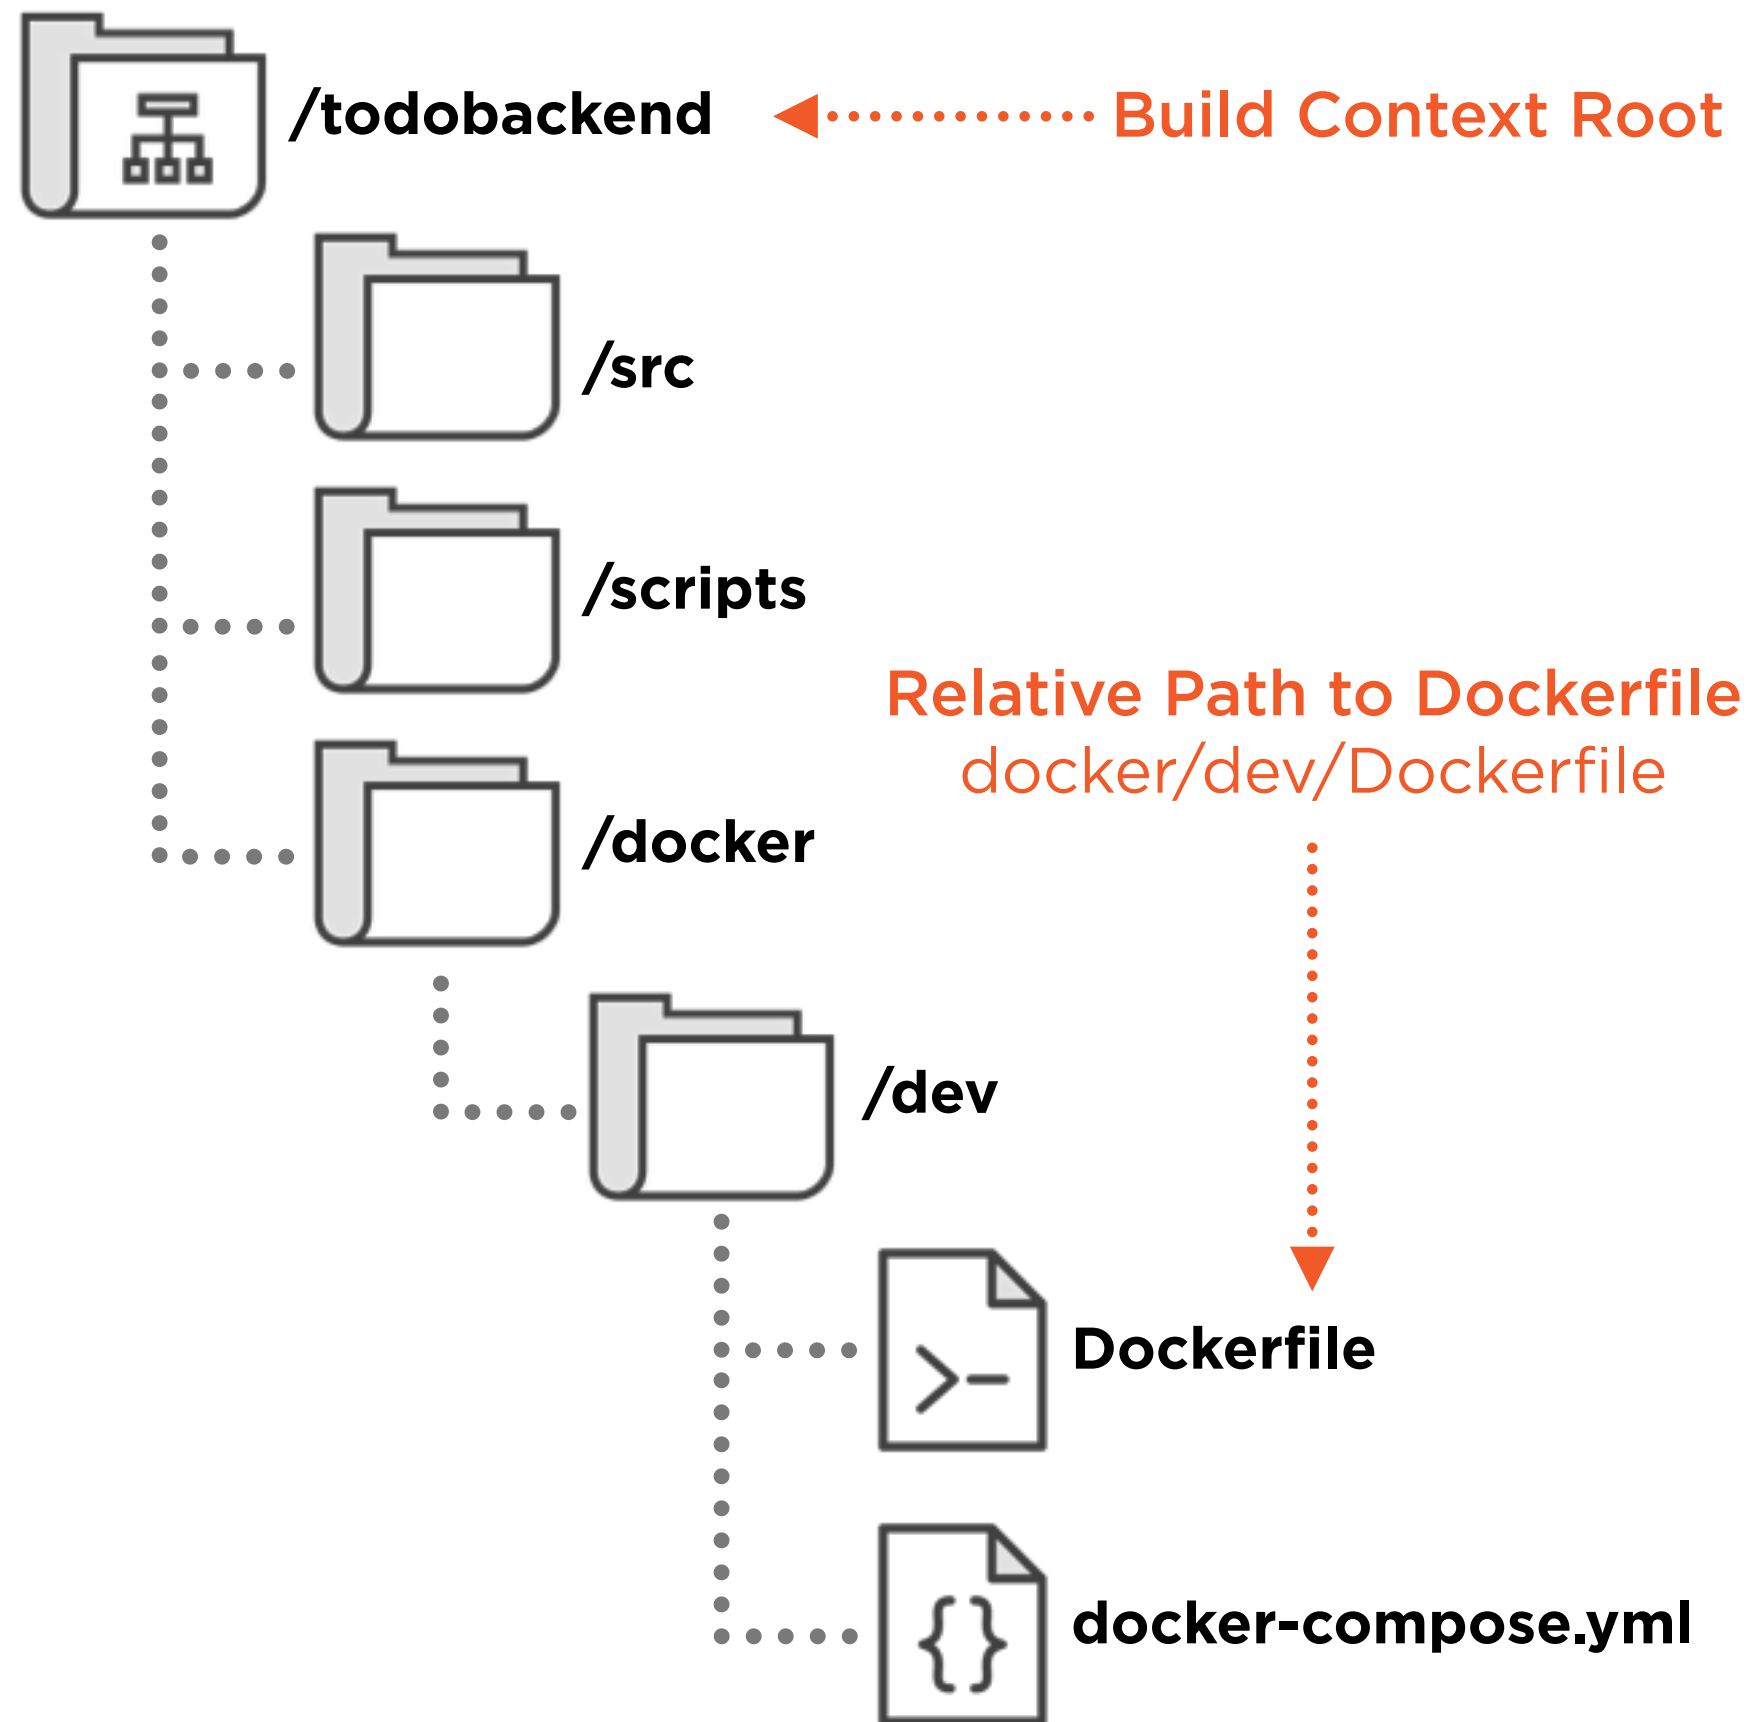 /todobackend
Build Context Root
/src
/scripts
Relative Path to Dockerfile
docker/dev/Dockerfile
/docker
/dev
Dockerfile
docker-compose.yml